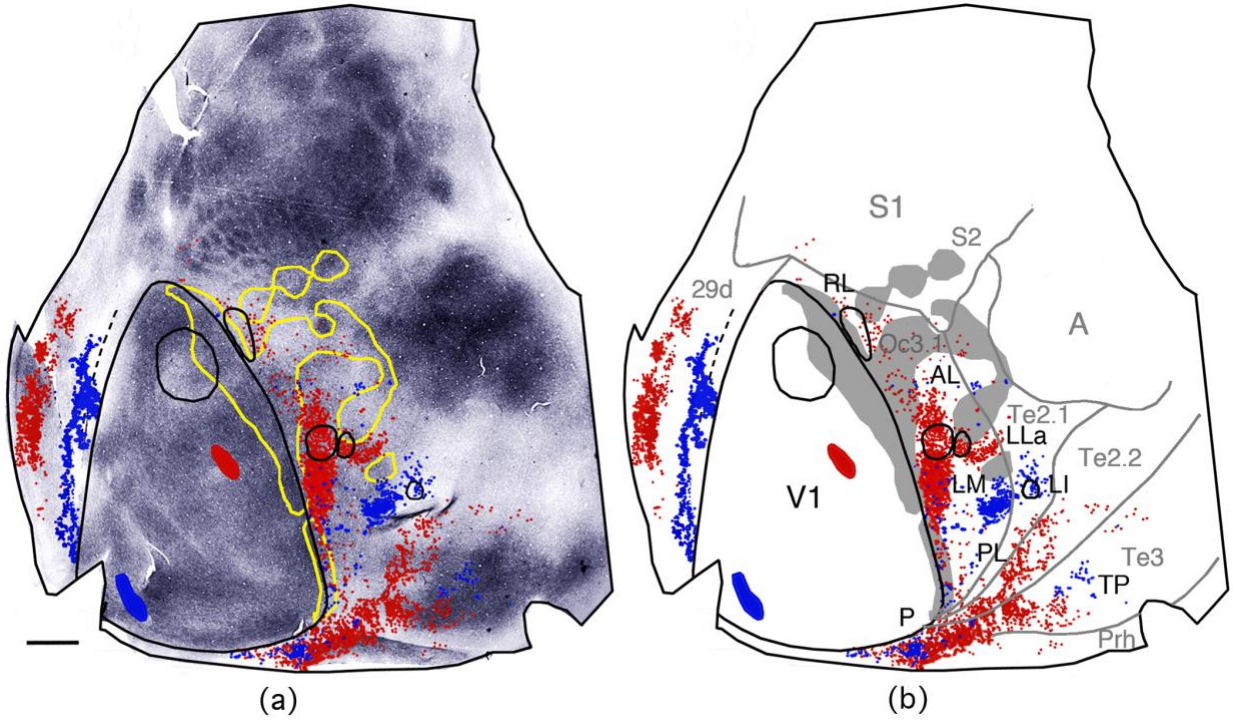 S1
S2
29d
RL
A
Oc3.1
AL
Te2.1
LLa
Te2.2
LM
LI
V1
PL
Te3
TP
P
Prh
(a)
(b)